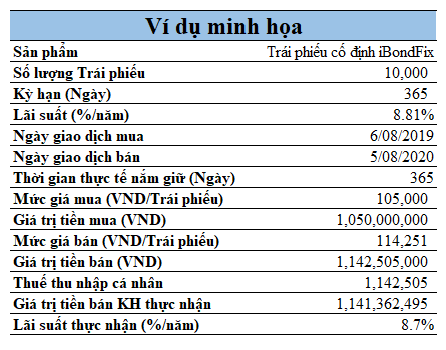 Ví dụ minh họa
Sản phẩm Trái phiếu cố định iBondFix
Số lượng Trái phiếu 10,000
Kỳ hạn (Ngày) 365
Lãi suất (%/năm) 8.81%
Ngày giao dịch mua 6/08/2019
Ngày giao dịch bán 5/08/2020
Thời gian thực tế nắm giữ (Ngày) 365
Mức giá mua (VND/Trái phiếu) 105,000
Giá trị tiền mua (VND) 1,050,000,000
Mức giá bán (VND/Trái phiếu) 114,251
Giá trị tiền bán (VND) 1,142,505,000
Thuế thu nhập cá nhân 1,142,505
Giá trị tiền bán KH thực nhận 1,141,362,495
Lãi suất thực nhận (%/năm) 8.7%